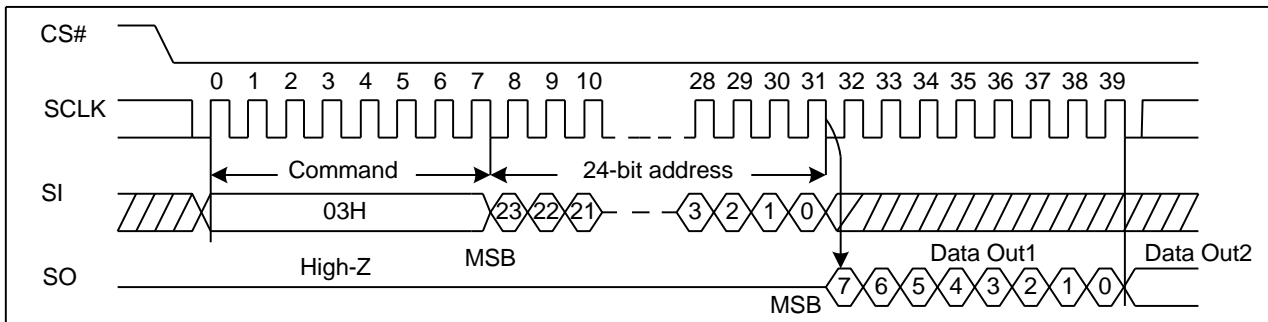 CS#
0 1 2 3 4 5 6 7 8 9 10 28 29 30 31 32 33 34 35 36 37 38 39
SCLK
Command 24-bit address
SI
03H 23 22 21 3 2 1 0
High-Z MSB Data Out1 Data Out2
SO
MSB 7 6 5 4 3 2 1 0